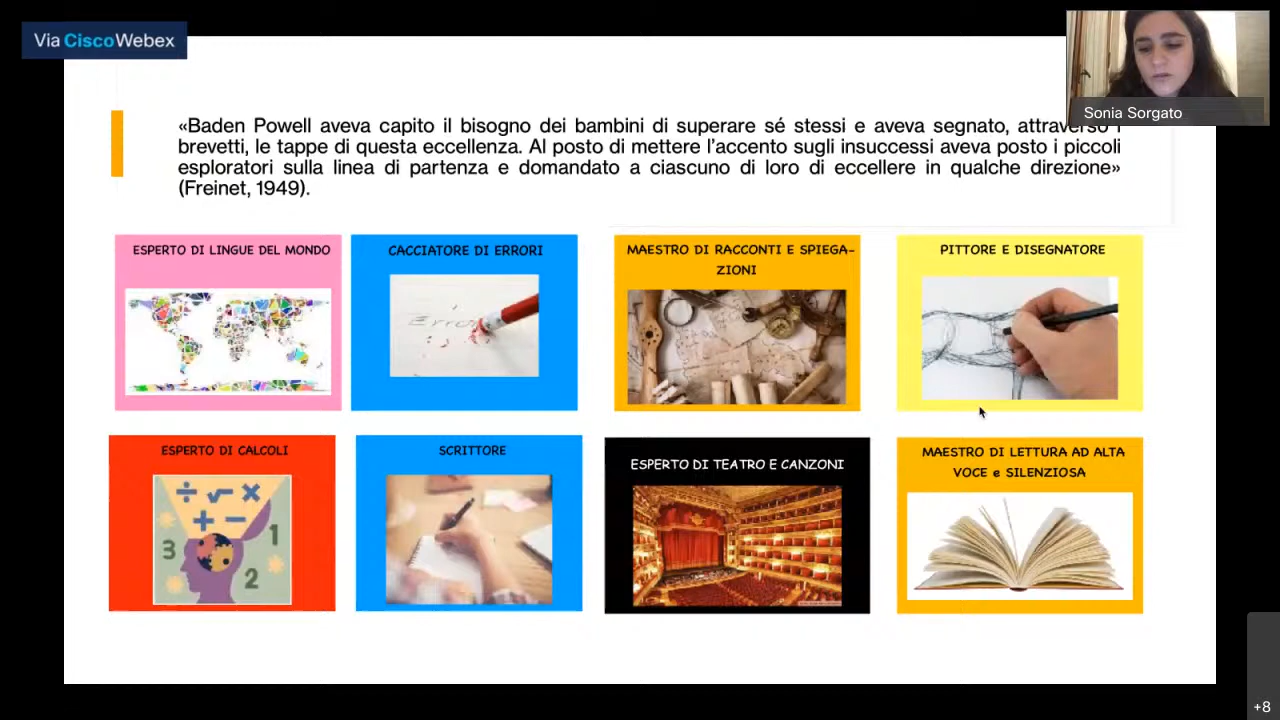 Via CiscoWebex
Sonia Sorgato
«Baden Powell aveva capito il bisogno dei bambini di superare sé stessi e aveva segnato, attraverso i
brevetti, le tappe di questa eccellenza. Al posto di mettere l'accento sugli insuccessi aveva posto i piccoli
esploratori sulla linea di partenza e domandato a ciascuno di loro di eccellere in qualche direzione»
(Freinet, 1949).
ESPERTO DI LINGUE DEL MONDO
CACCIATORE DI ERRORI
MAESTRO DI RACCONTI E SPIEGA-
ZIONI
PITTORE E DISEGNATORE
ESPERTO DI CALCOLI
÷ √ ×
+ −
3 1
2
SCRITTORE
ESPERTO DI TEATRO E CANZONI
MAESTRO DI LETTURA AD ALTA
VOCE e SILENZIOSA
+8